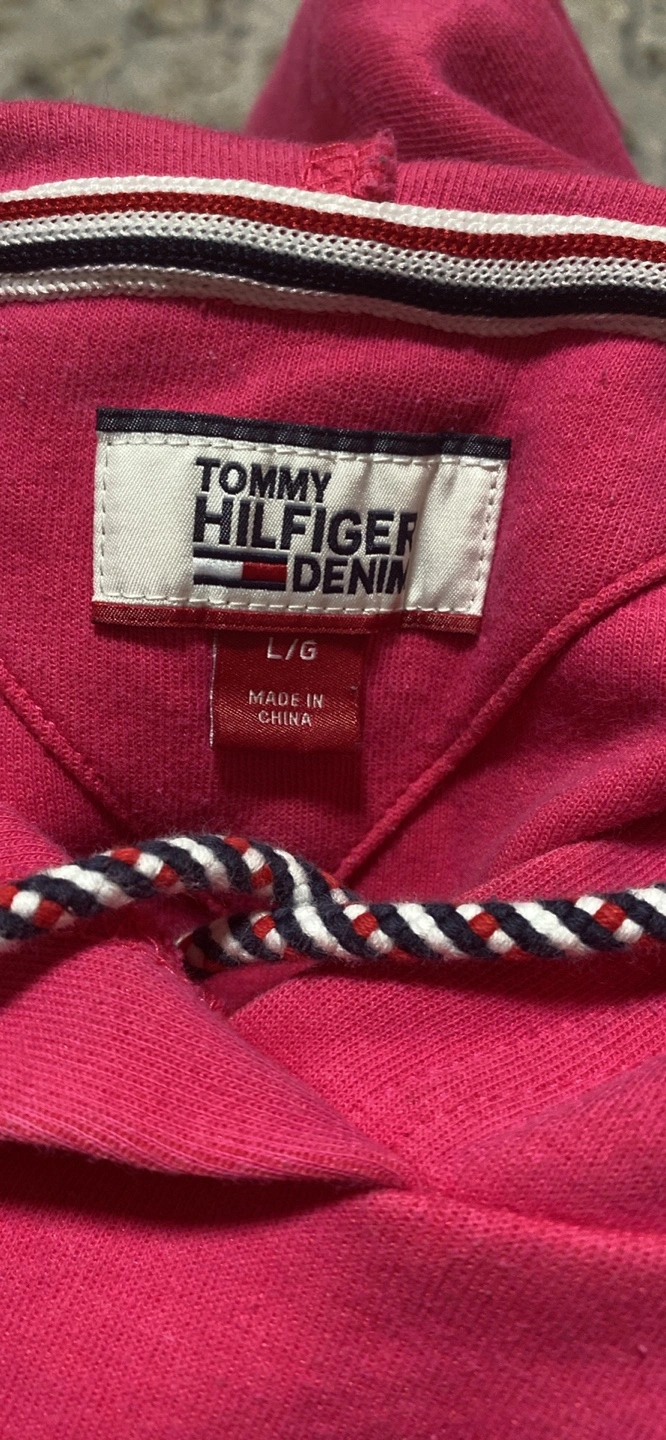 TOMMY
HILFIGER
DENIM
L/G
MADE IN
CHINA